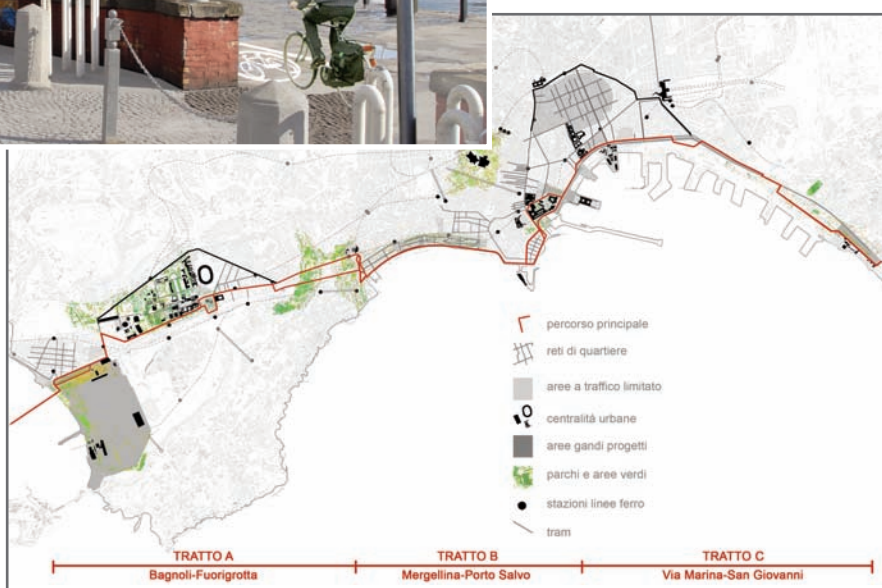 percorso principale
reti di quartiere
aree a traffico limitato
centralità urbane
aree gandi progetti
parchi e aree verdi
stazioni linee ferro
tram
TRATTO A
Bagnoli-Fuorigrotta
TRATTO B
Mergellina-Porto Salvo
TRATTO C
Via Marina-San Giovanni